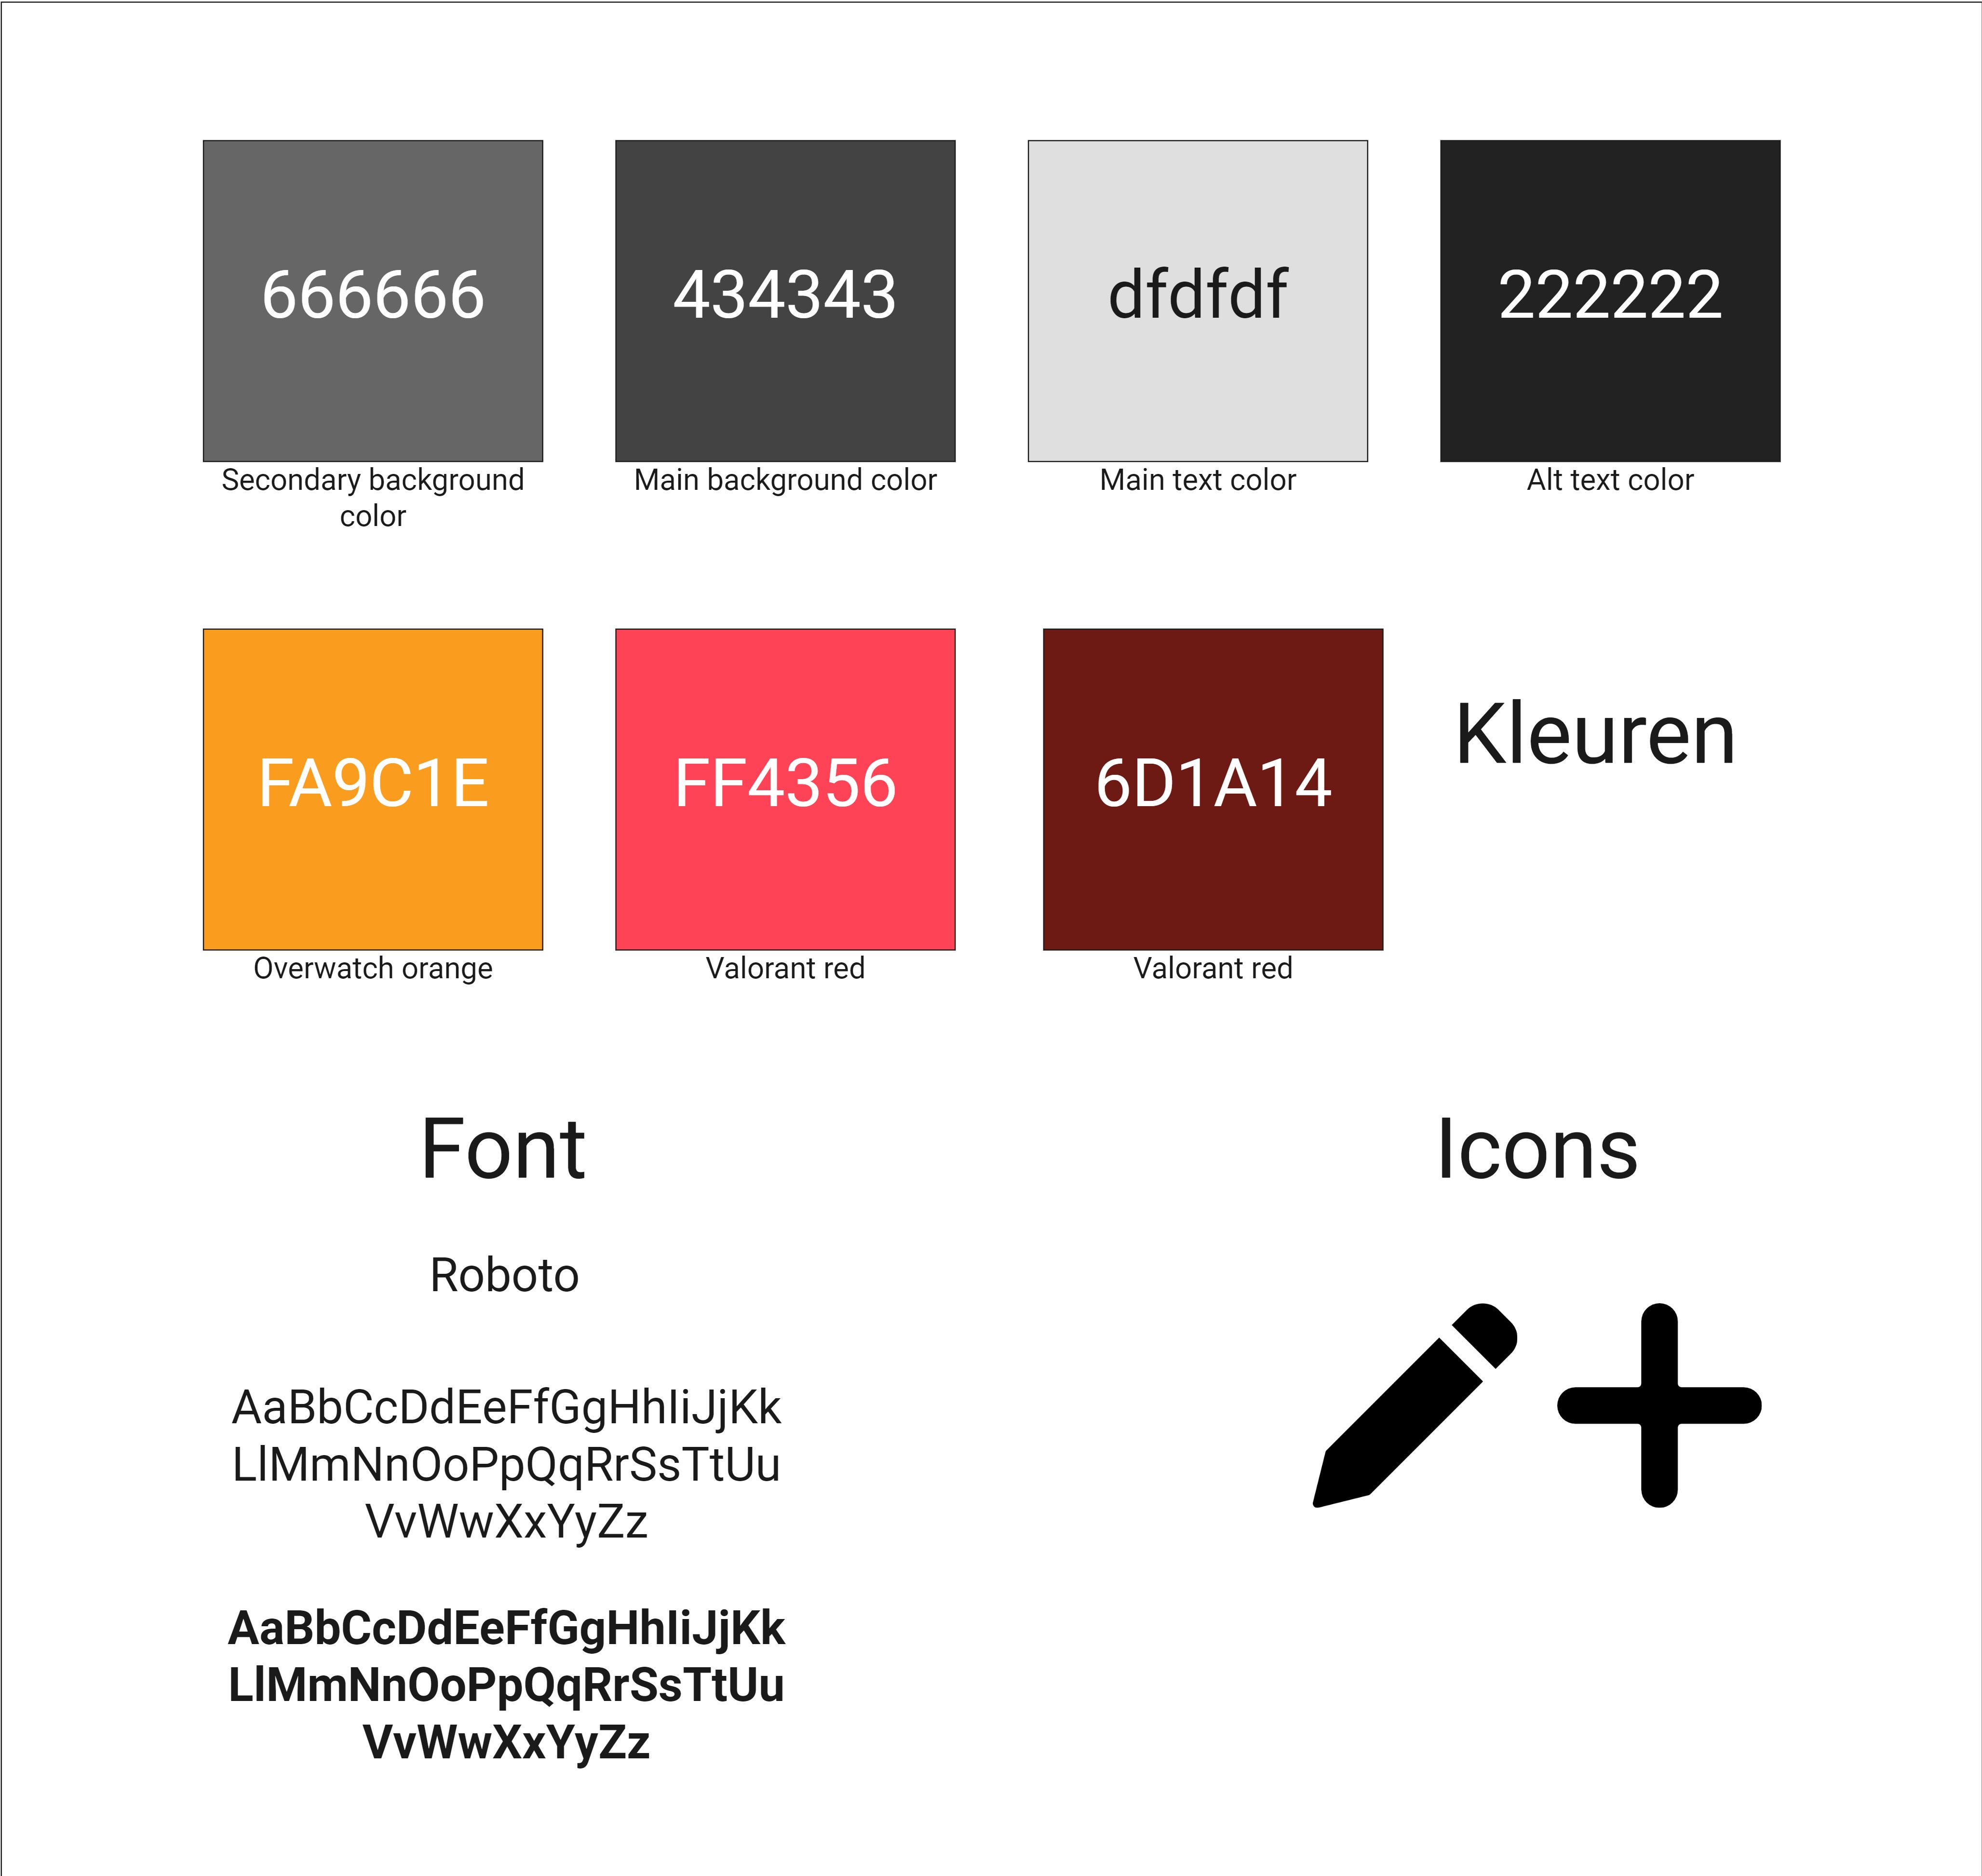 666666
434343
dfdfdf
222222
Secondary background
color
Main background color
Main text color
Alt text color
FA9C1E
FF4356
6D1A14
Kleuren
Overwatch orange
Valorant red
Valorant red
Font
Icons
Roboto
AaBbCcDdEeFfGgHhIiJjKk
LlMmNnOoPpQqRrSsTtUu
VvWwXxYyZz
AaBbCcDdEeFfGgHhIiJjKk
LlMmNnOoPpQqRrSsTtUu
VvWwXxYyZz